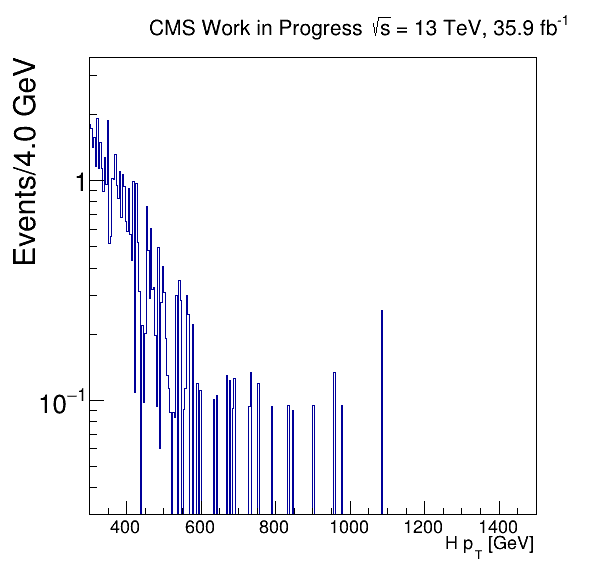 CMS Work in Progress √s = 13 TeV, 35.9 fb⁻¹
Events/4.0 GeV
1
10⁻¹
400 600 800 1000 1200 1400
H p_T [GeV]